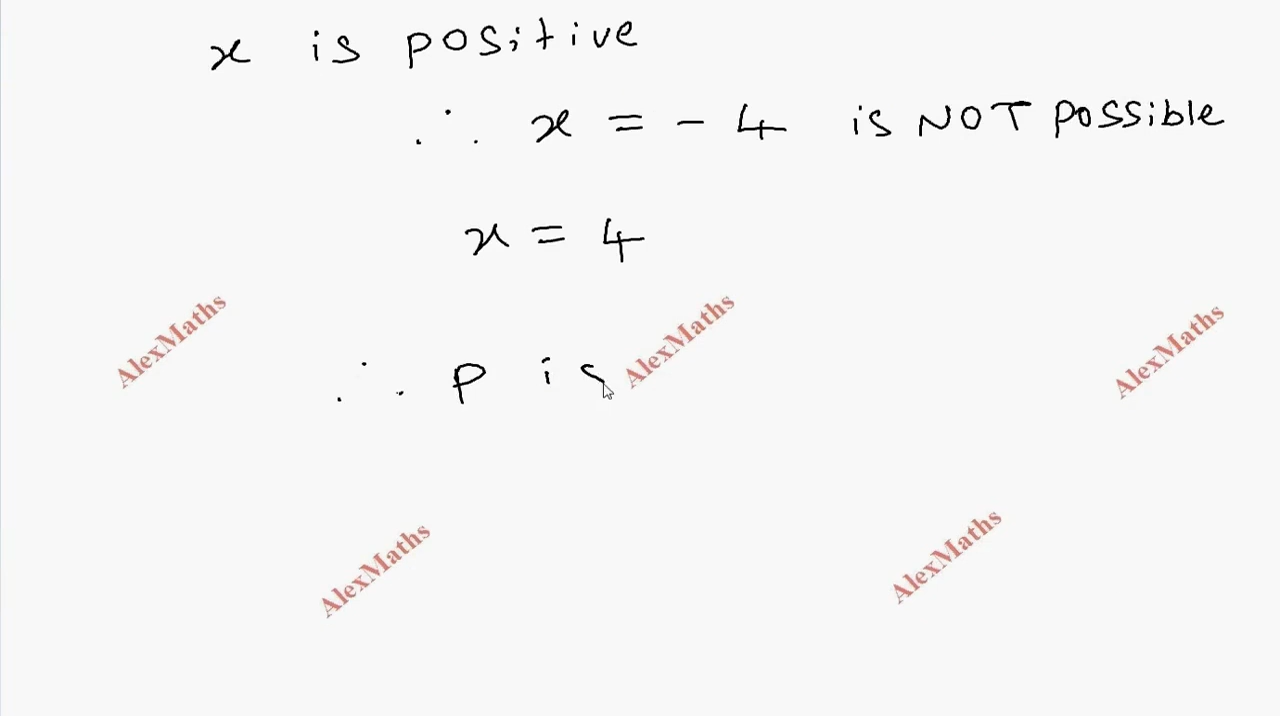 x is positive
∴ x = - 4 is NOT possible
x = 4
∴ P is
AlexMaths
AlexMaths
AlexMaths
AlexMaths
AlexMaths